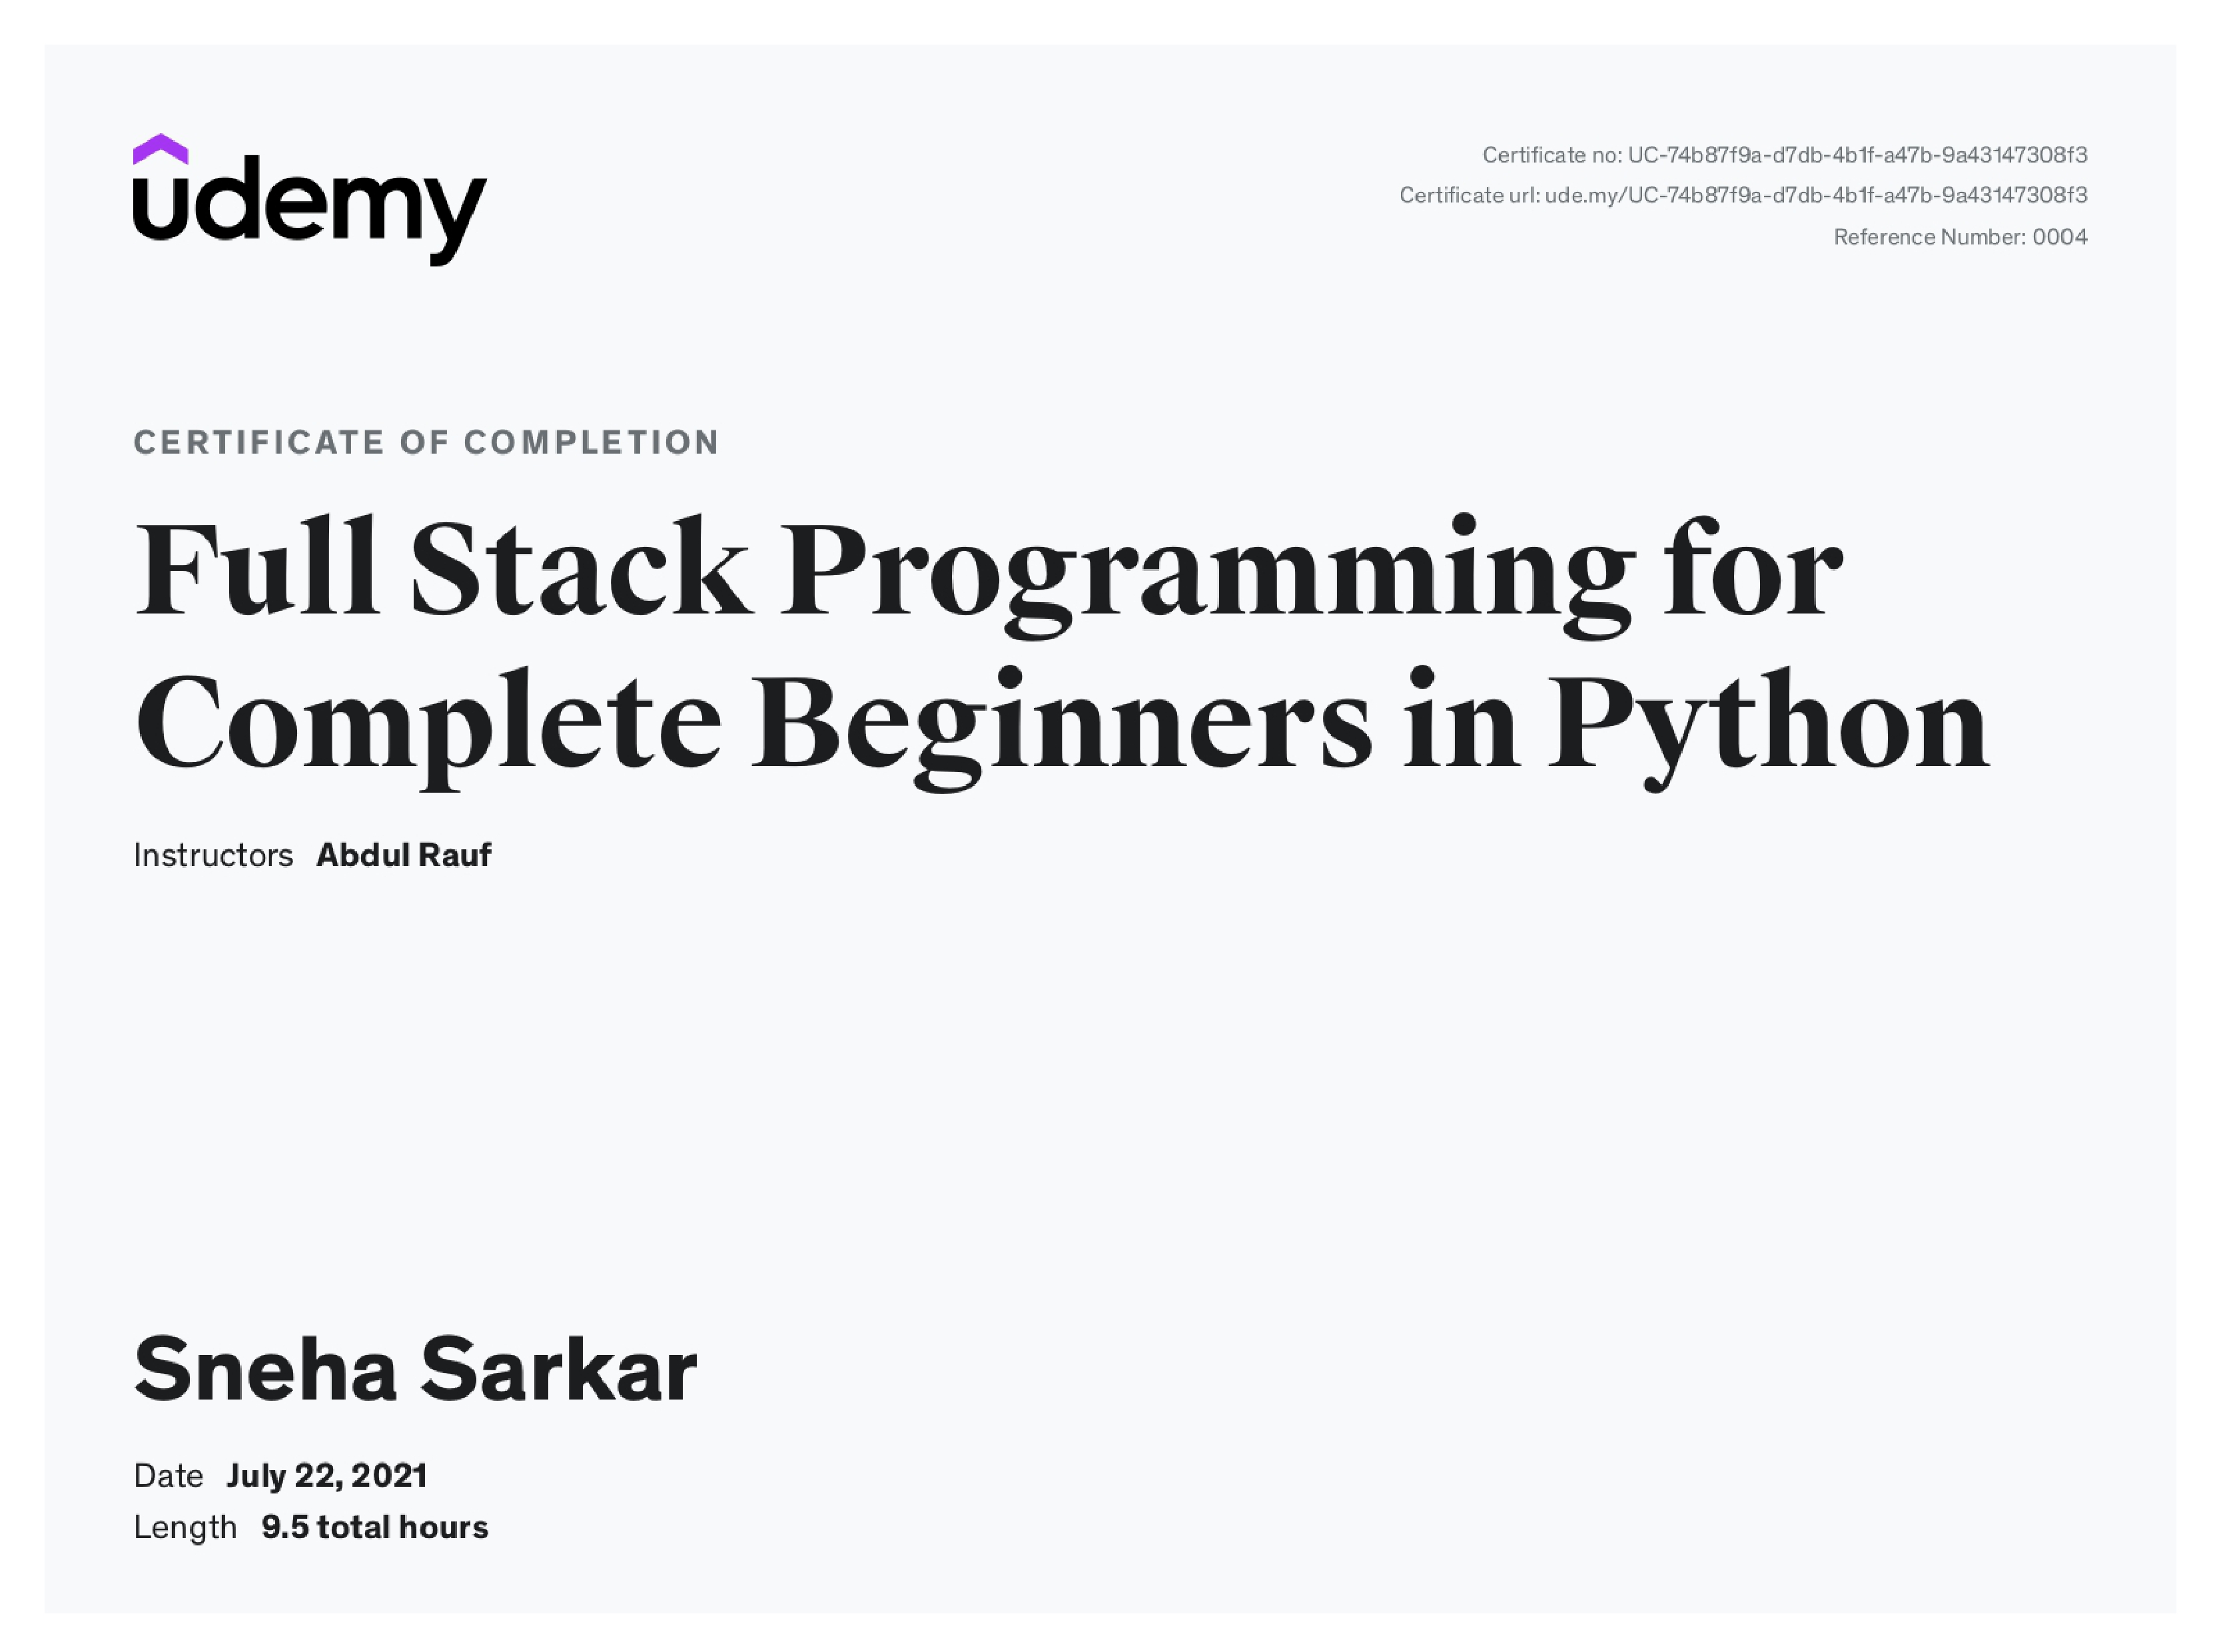 udemy
Certificate no: UC-74b87f9a-d7db-4b1f-a47b-9a43147308f3
Certificate url: ude.my/UC-74b87f9a-d7db-4b1f-a47b-9a43147308f3
Reference Number: 0004
CERTIFICATE OF COMPLETION
Full Stack Programming for
Complete Beginners in Python
Instructors Abdul Rauf
Sneha Sarkar
Date July 22, 2021
Length 9.5 total hours